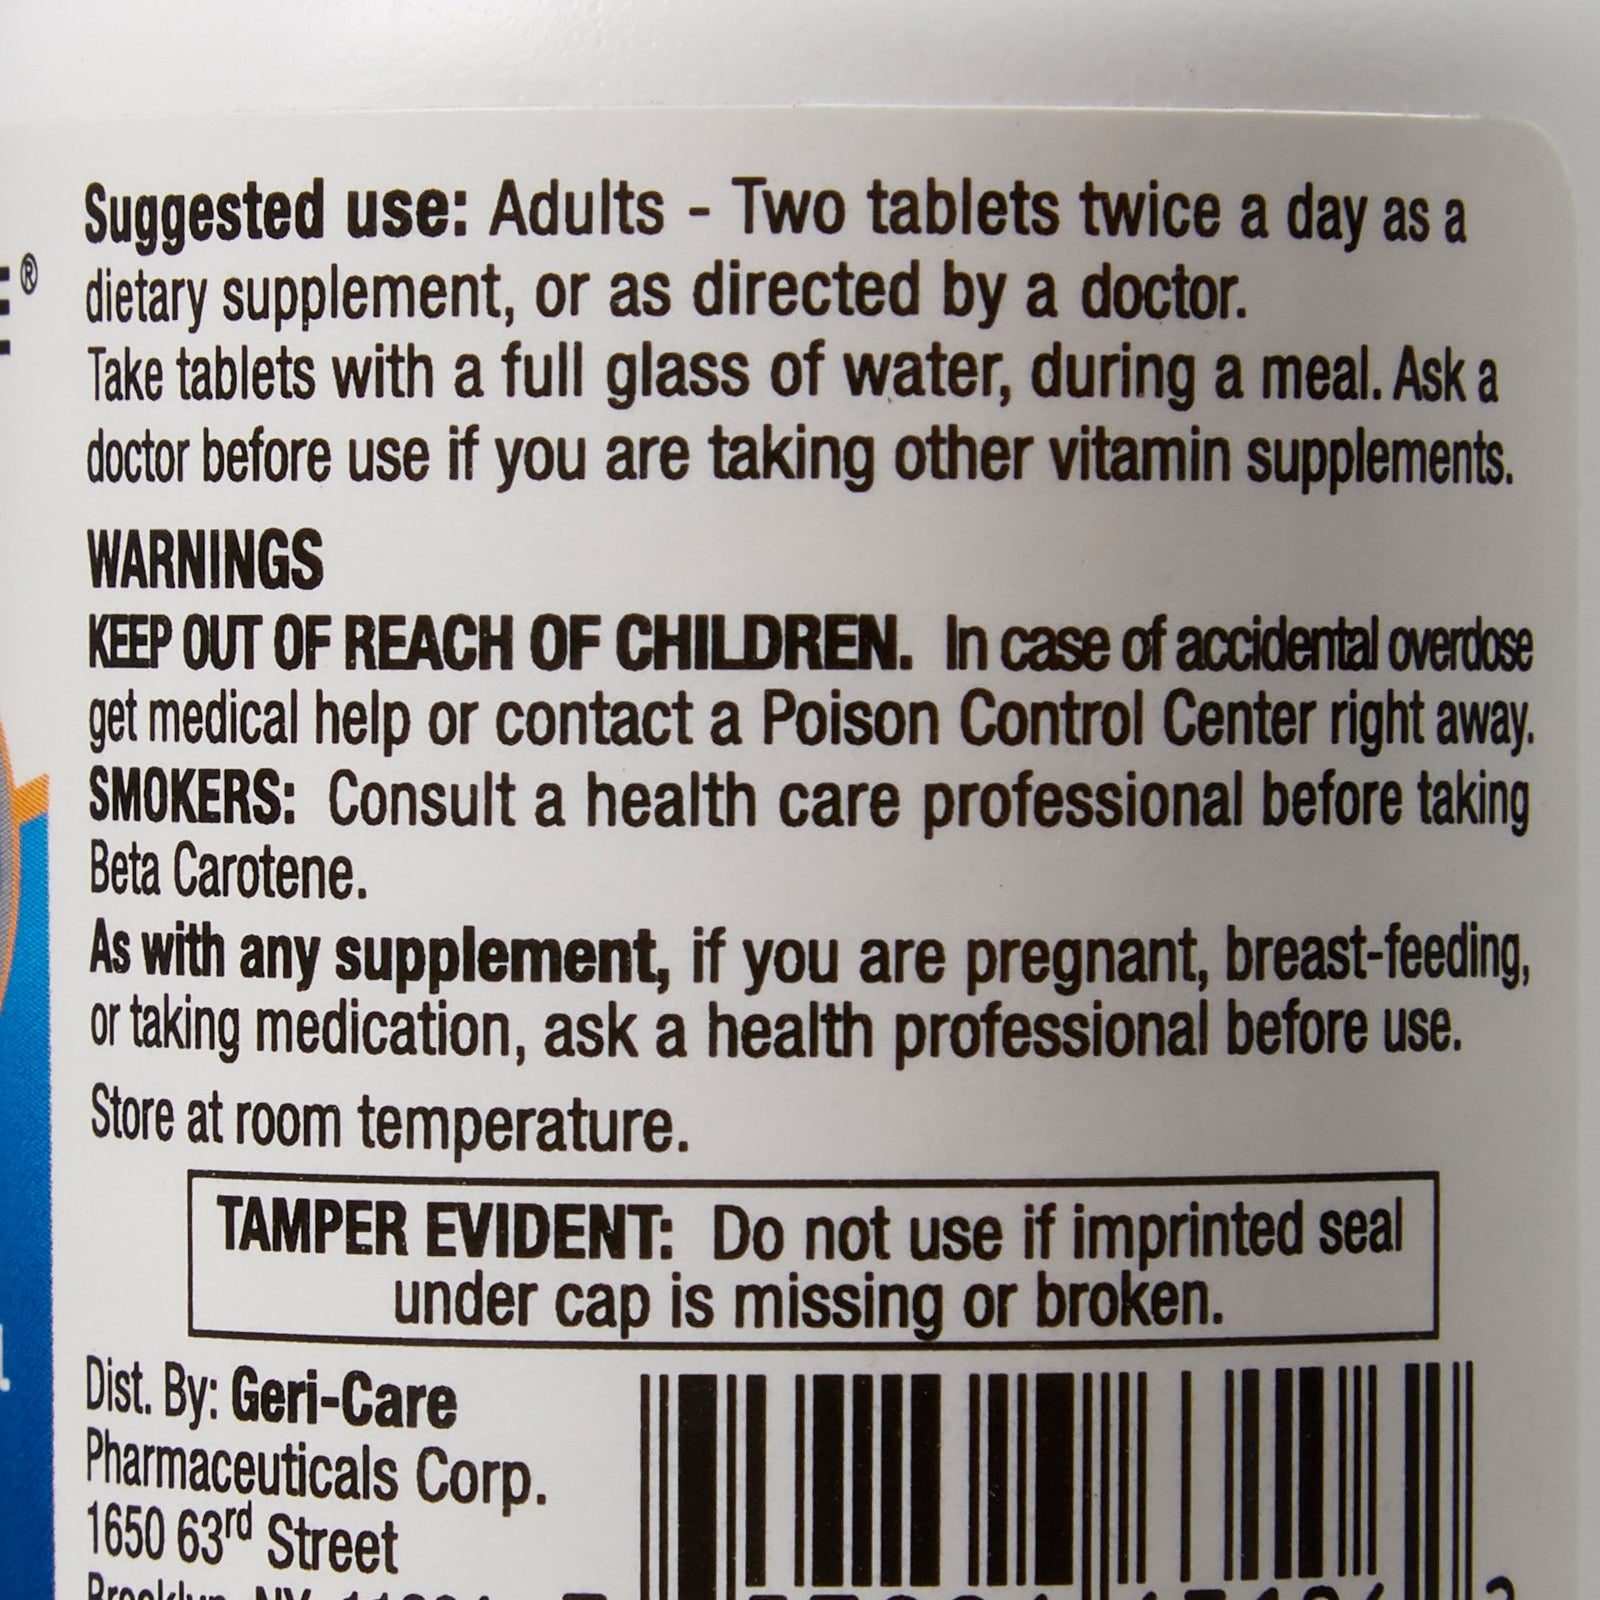 ®
Suggested use: Adults - Two tablets twice a day as a
dietary supplement, or as directed by a doctor.
Take tablets with a full glass of water, during a meal. Ask a
doctor before use if you are taking other vitamin supplements.
WARNINGS
KEEP OUT OF REACH OF CHILDREN. In case of accidental overdose
get medical help or contact a Poison Control Center right away.
SMOKERS: Consult a health care professional before taking
Beta Carotene.
As with any supplement, if you are pregnant, breast-feeding,
or taking medication, ask a health professional before use.
Store at room temperature.
TAMPER EVIDENT: Do not use if imprinted seal
under cap is missing or broken.
Dist. By: Geri-Care
Pharmaceuticals Corp.
1650 63rd Street
Brooklyn, NY